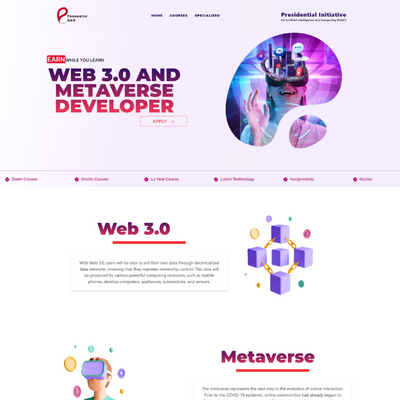 Panaverse
DAO
HOME
COURSES
SPECIALIZED
Presidential Initiative
for Artificial Intelligence and Computing (PIAIC)
EARN WHILE YOU LEARN
WEB 3.0 AND
METAVERSE
DEVELOPER
APPLY
Zoom Classes
Onsite Classes
1.2 Year Course
Latest Technology
Assignments
Quizes
Web 3.0
With Web 3.0, users will be able to sell their own data through decentralized
data networks, ensuring that they maintain ownership control. This data will
be produced by various powerful computing resources, such as mobile
phones, desktop computers, appliances, automobiles, and sensors.
Metaverse
The metaverse represents the next step in the evolution of online interaction.
Prior to the COVID-19 epidemic, online communities had already begun to